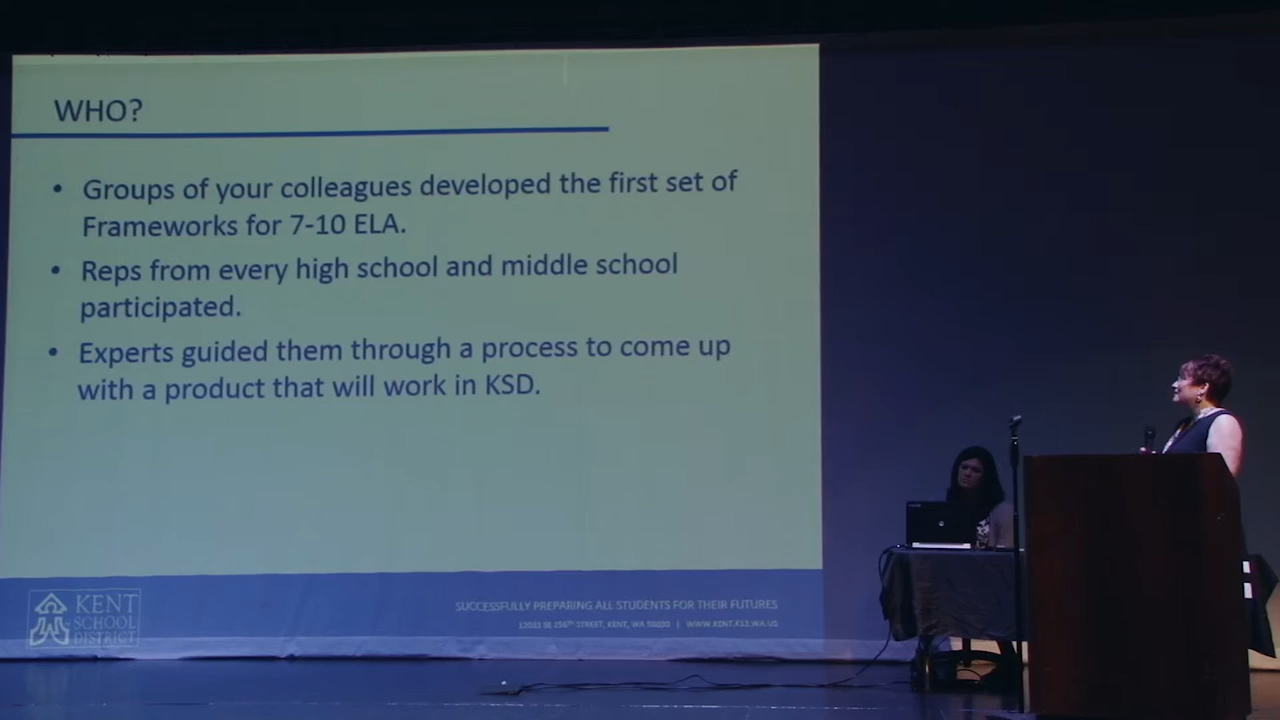 WHO?
• Groups of your colleagues developed the first set of
Frameworks for 7-10 ELA.
• Reps from every high school and middle school
participated.
• Experts guided them through a process to come up
with a product that will work in KSD.
KENT
SCHOOL
DISTRICT
SUCCESSFULLY PREPARING ALL STUDENTS FOR THEIR FUTURES
12033 SE 256TH STREET, KENT, WA 98030 | WWW.KENT.K12.WA.US